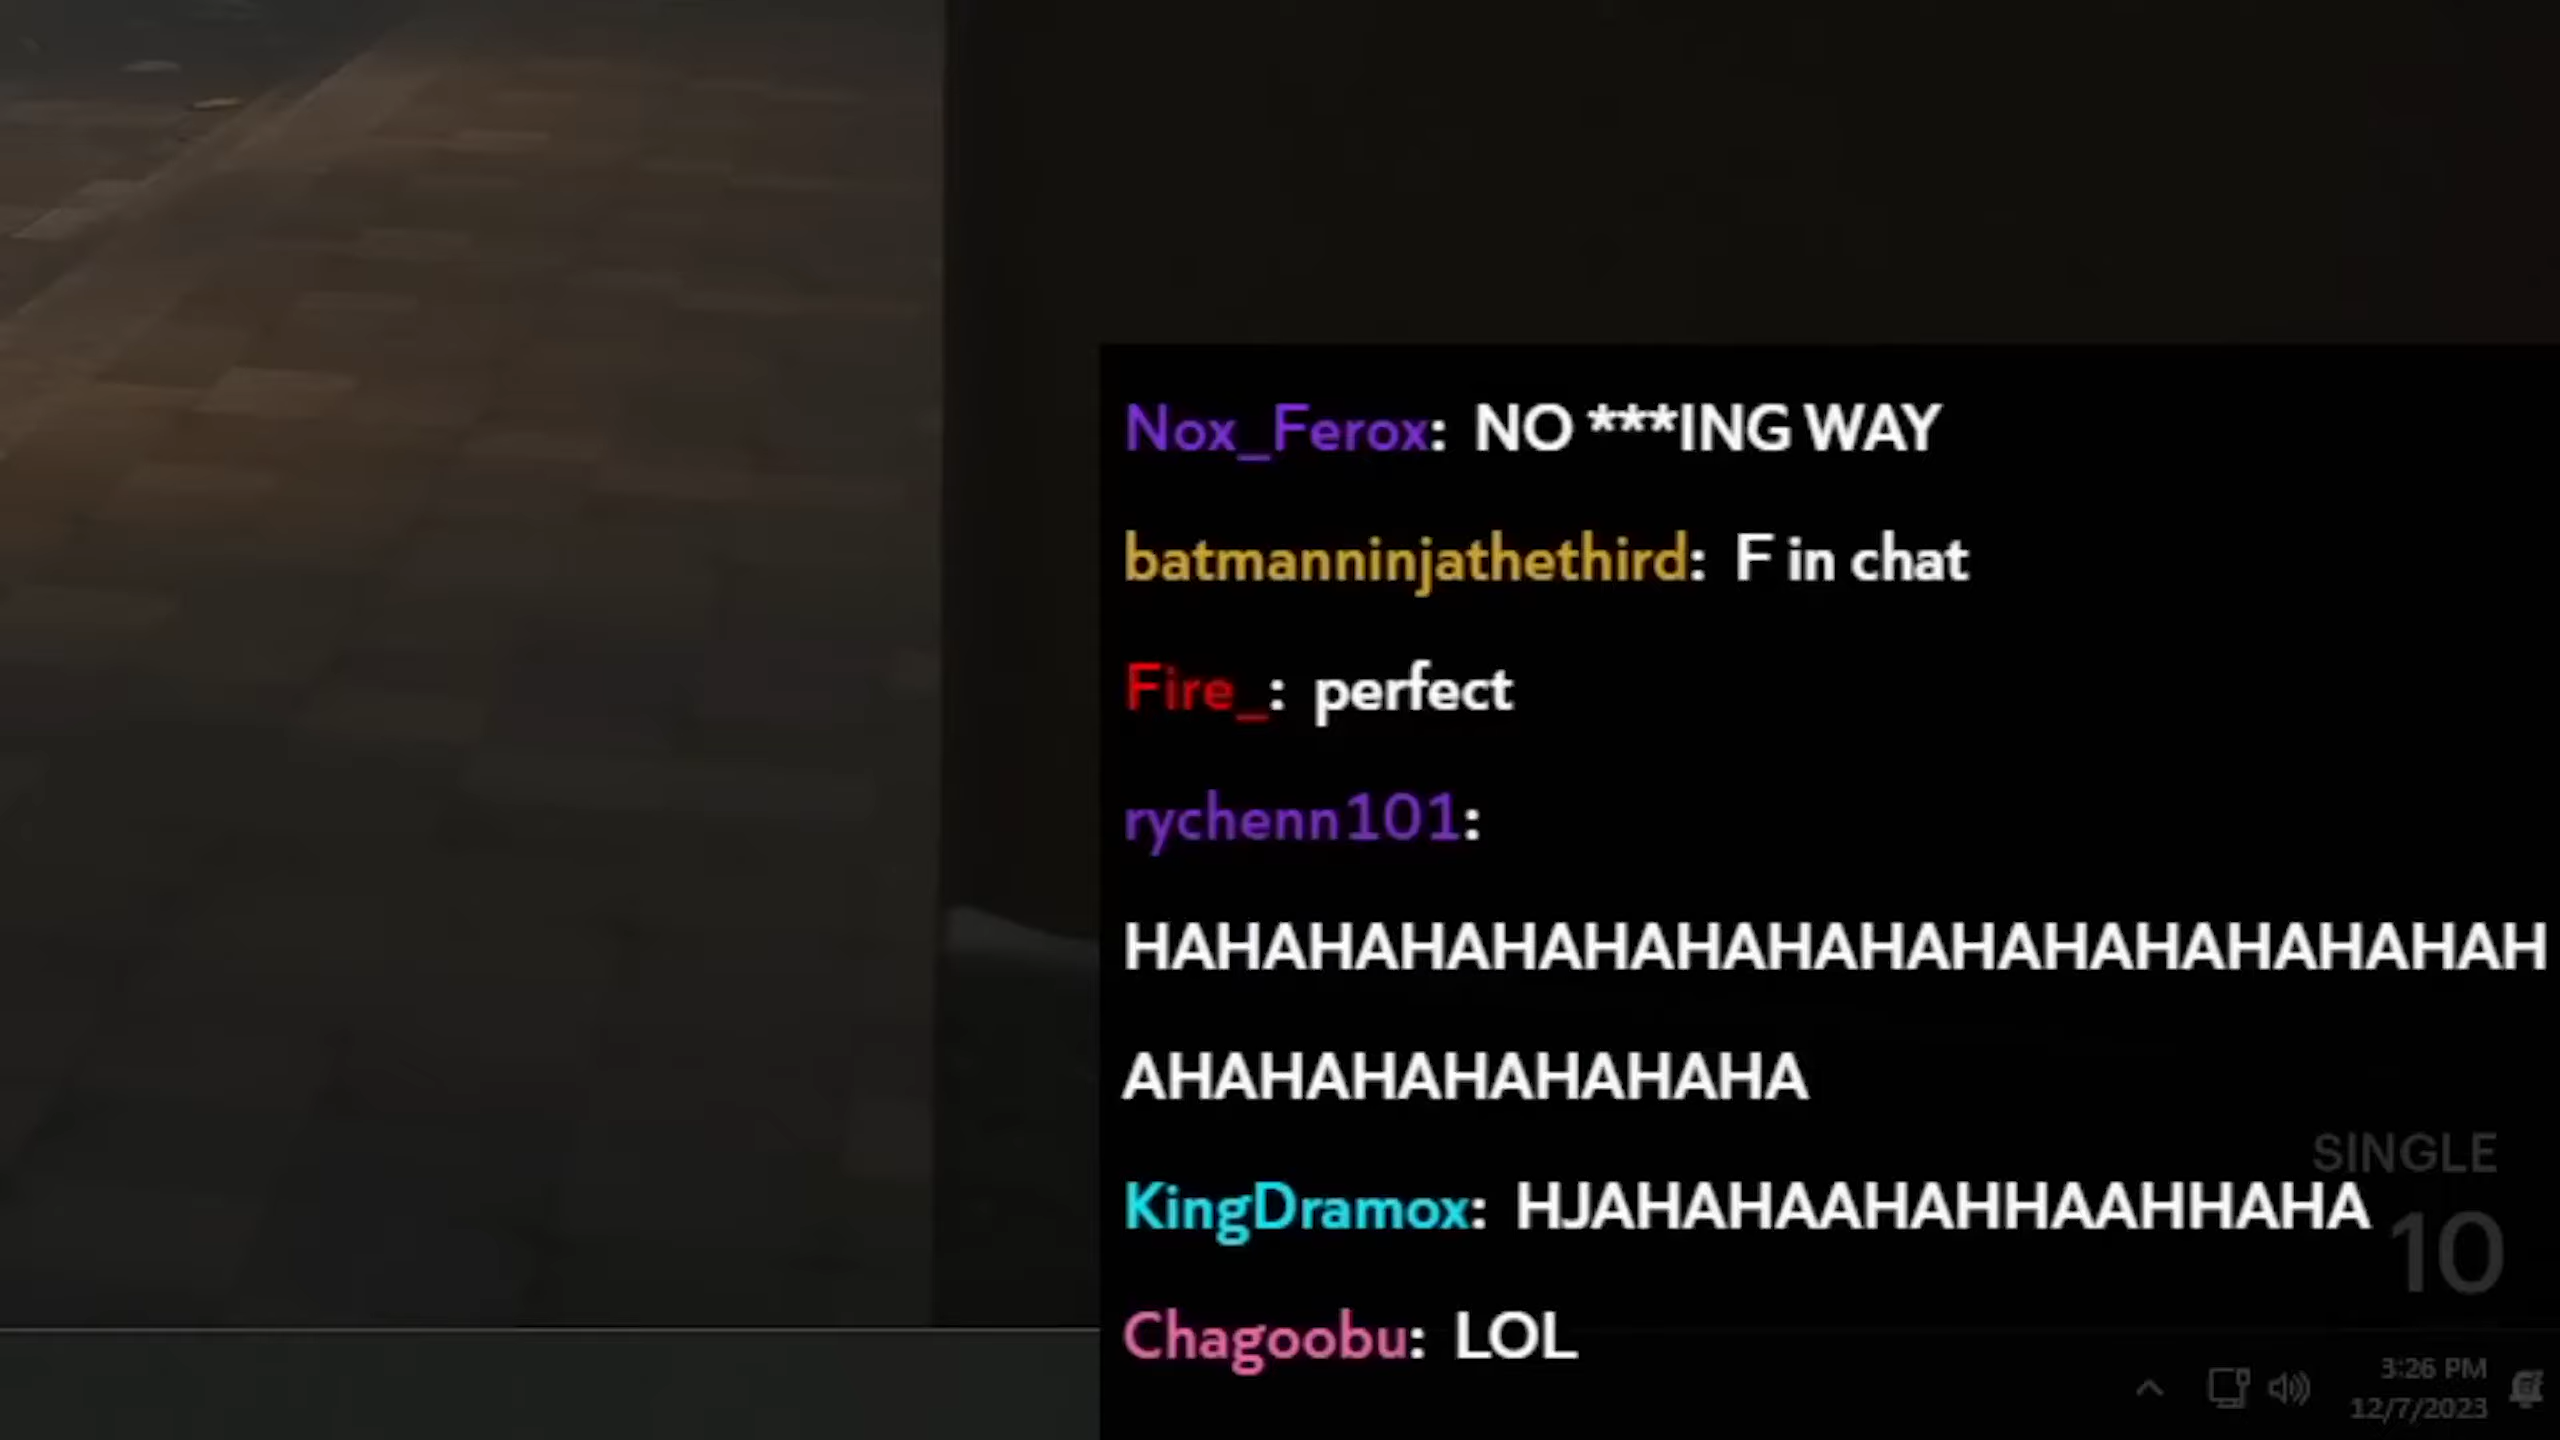 Nox_Ferox: NO ***ING WAY
batmanninjathethird: F in chat
Fire_: perfect
rychenn101:
HAHAHAHAHAHAHAHAHAHAHAHAHAHAHAH
AHAHAHAHAHAHAHA
SINGLE
KingDramox: HJAHAHAAHAHHAAHHAHA
10
Chagoobu: LOL
3:26 PM
12/7/2023